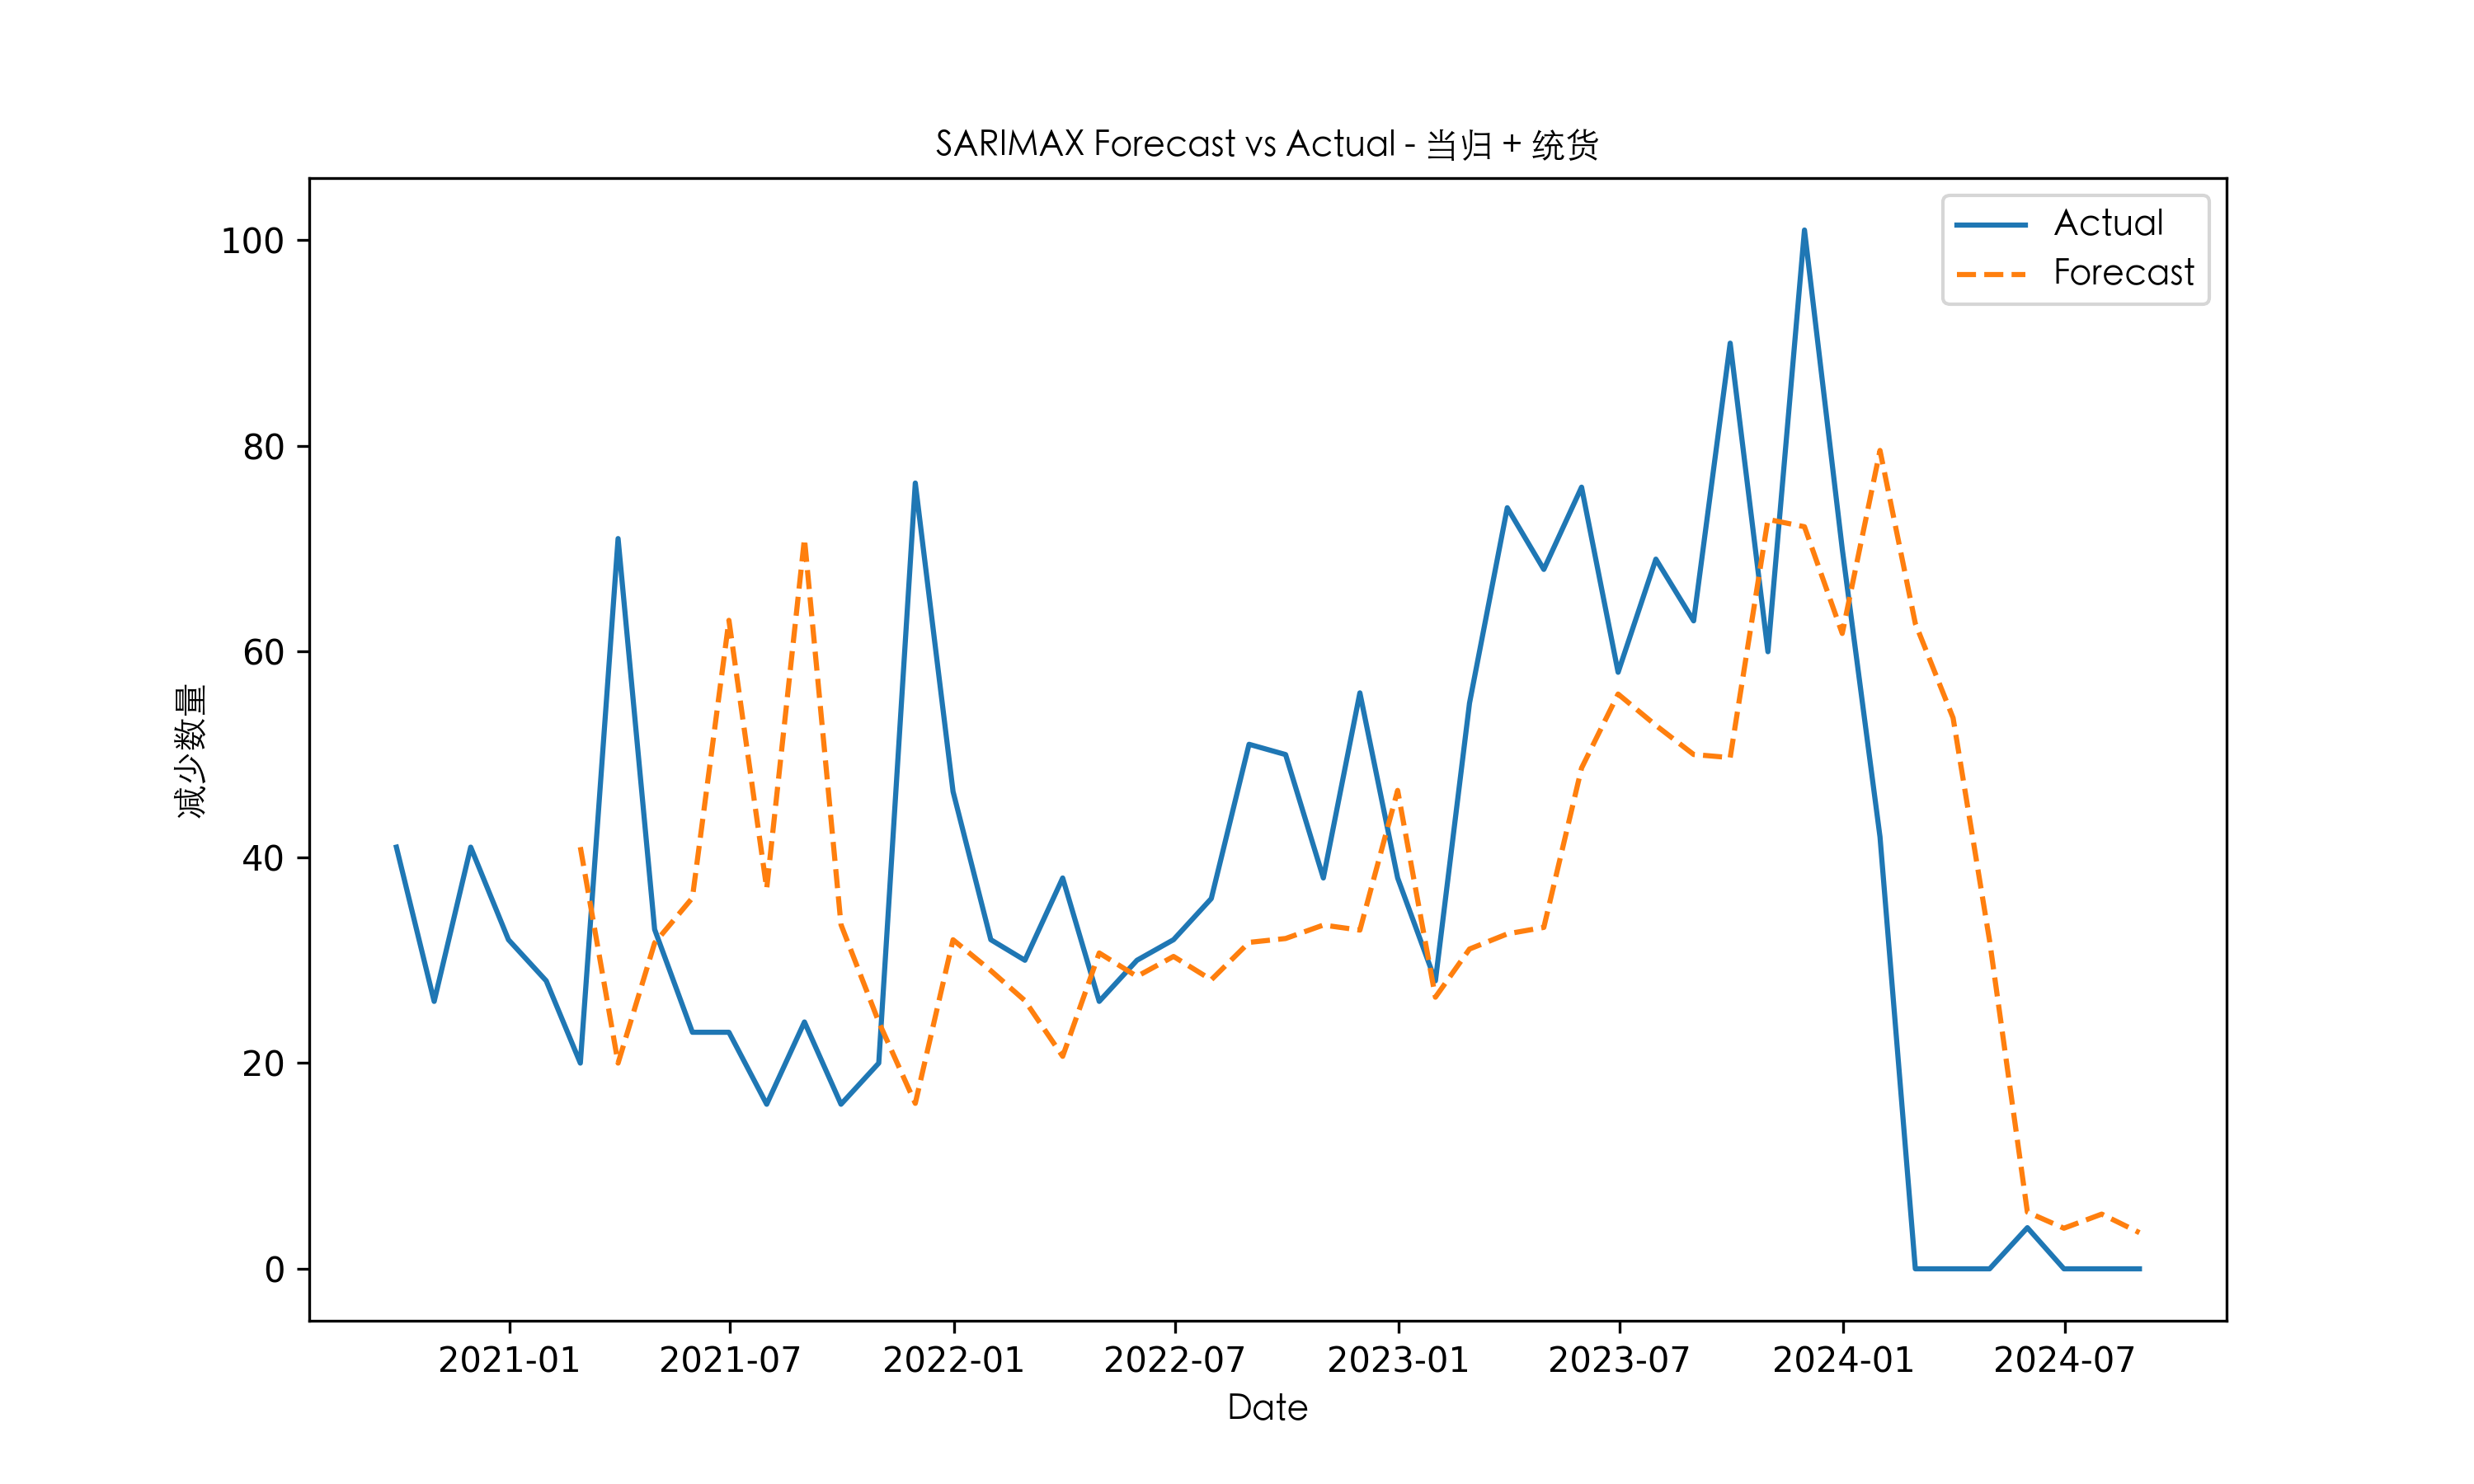 SARIMAX Forecast vs Actual - 当归 + 统货
Actual
Forecast
减少数量
100
80
60
40
20
0
2021-01 2021-07 2022-01 2022-07 2023-01 2023-07 2024-01 2024-07
Date